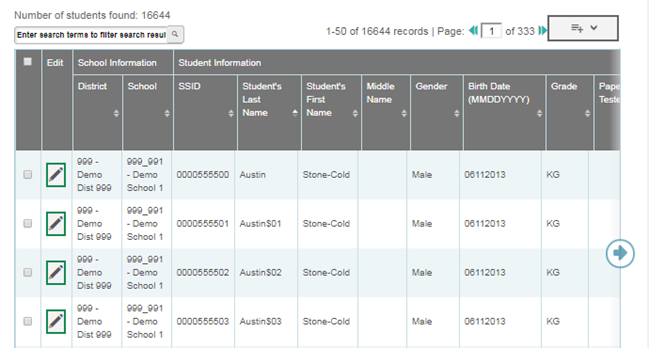 Number of students found: 16644
Enter search terms to filter search resul
1-50 of 16644 records | Page: 1 of 333
Edit School Information Student Information
District School SSID Student's Last Name Student's First Name Middle Name Gender Birth Date (MMDDYYYY) Grade Pape Teste
999 - Demo Dist 999 999_991 - Demo School 1 0000555500 Austin Stone-Cold Male 06112013 KG
999 - Demo Dist 999 999_991 - Demo School 1 0000555501 Austin$01 Stone-Cold Male 06112013 KG
999 - Demo Dist 999 999_991 - Demo School 1 0000555502 Austin$02 Stone-Cold Male 06112013 KG
999 - Demo Dist 999 999_991 - Demo School 1 0000555503 Austin$03 Stone-Cold Male 06112013 KG